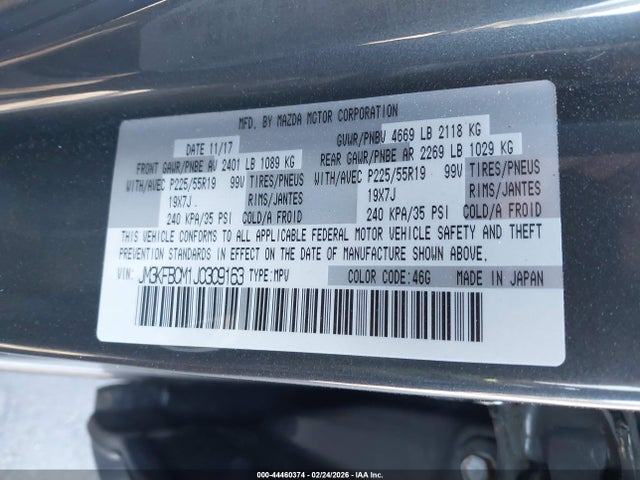 MFD. BY MAZDA MOTOR CORPORATION
DATE 11/17 GVWR/PNBV 4669 LB 2118 KG
FRONT GAWR/PNBE AV 2401 LB 1089 KG REAR GAWR/PNBE AR 2269 LB 1029 KG
WITH/AVEC P225/55R19 99V TIRES/PNEUS WITH/AVEC P225/55R19 99V TIRES/PNEUS
19X7J RIMS/JANTES 19X7J RIMS/JANTES
240 KPA/35 PSI COLD/A FROID 240 KPA/35 PSI COLD/A FROID
THIS VEHICLE CONFORMS TO ALL APPLICABLE FEDERAL MOTOR VEHICLE SAFETY AND THEFT
PREVENTION STANDARDS IN EFFECT ON THE DATE OF MANUFACTURE SHOWN ABOVE.
VIN: JM3KFBCM1J0309163 TYPE: MPV COLOR CODE: 46G MADE IN JAPAN
000-44460374 | 02/24/2026 - IAAI.com